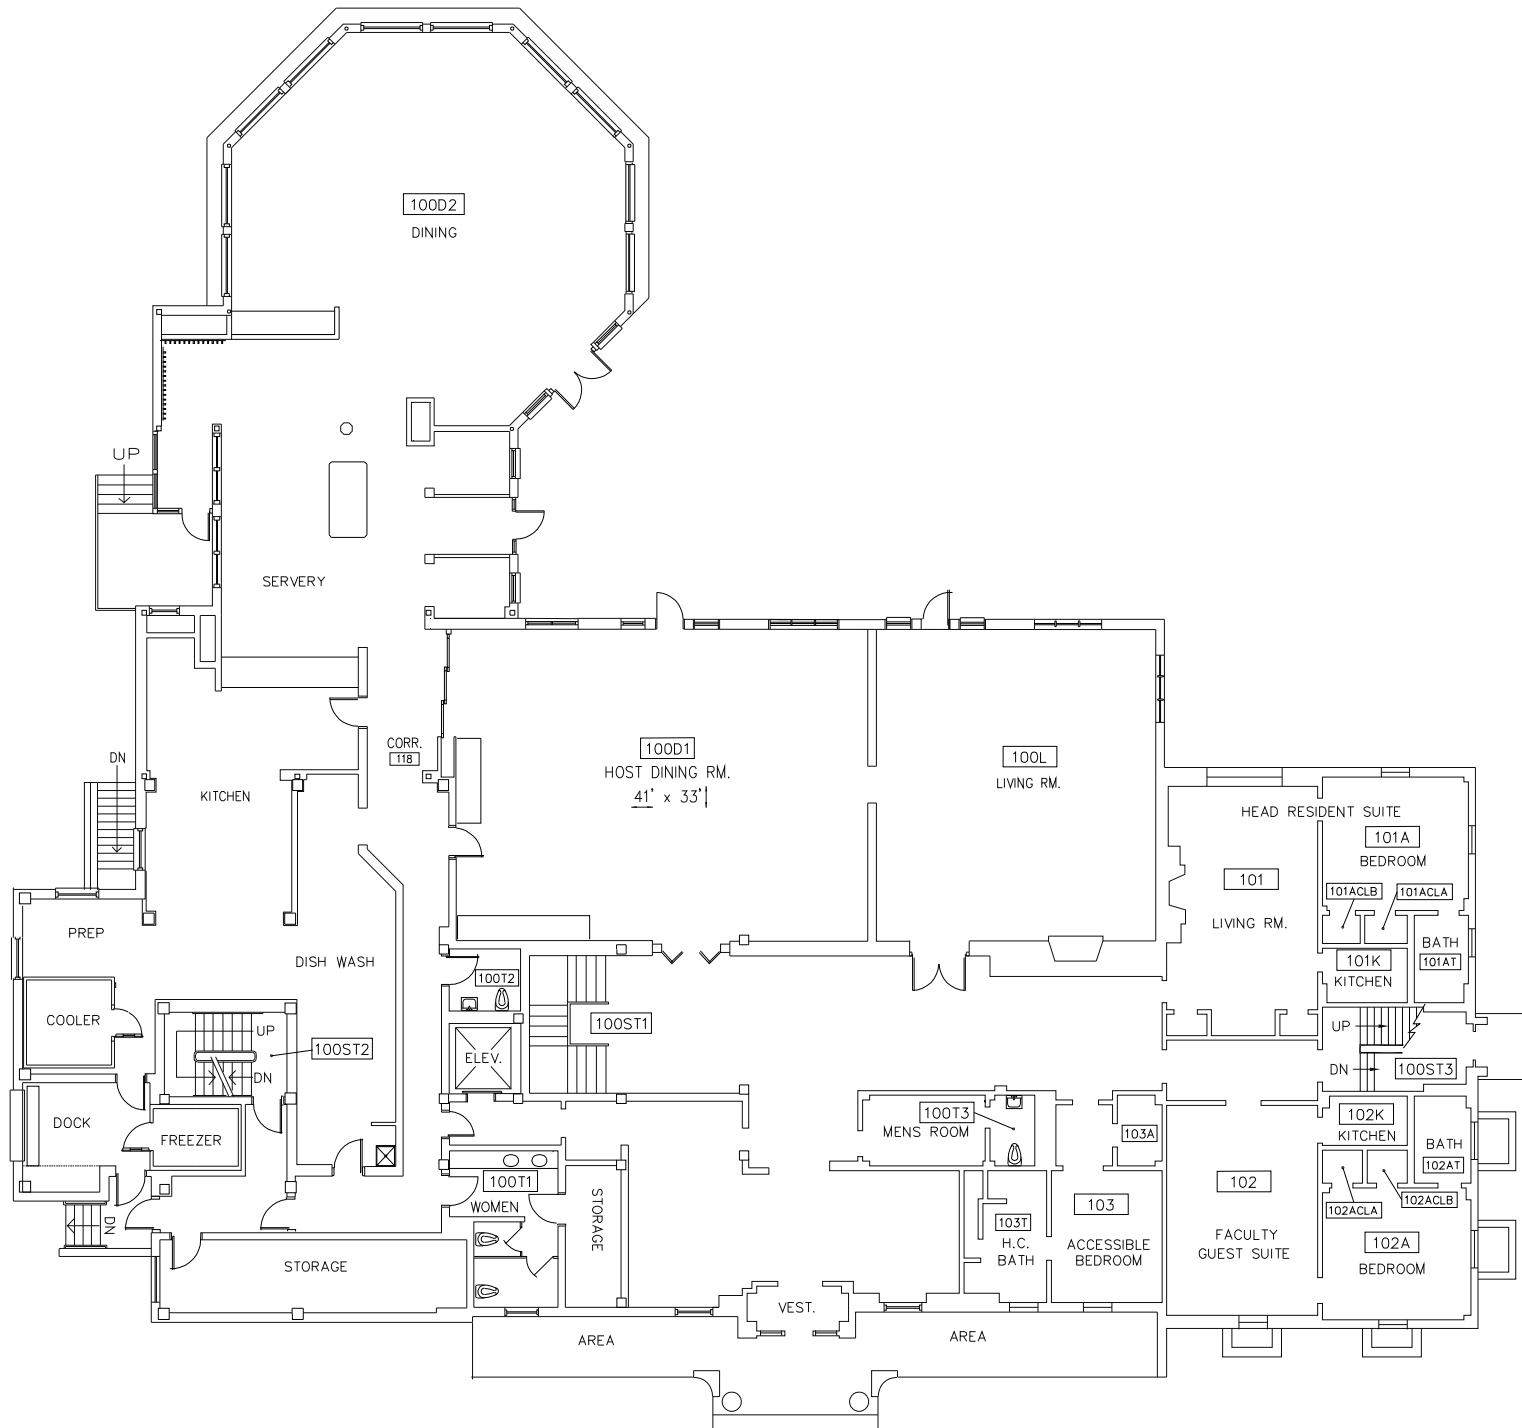 100D2
DINING
UP
SERVERY
DN
CORR.
118
100D1
HOST DINING RM.
41' x 33'
100L
LIVING RM.
KITCHEN
HEAD RESIDENT SUITE
101A
BEDROOM
101
101ACLB
101ACLA
LIVING RM.
PREP
DISH WASH
BATH
101AT
101K
KITCHEN
100T2
COOLER
UP
100ST2
DN
ELEV.
100ST1
UP
DN
100ST3
DOCK
FREEZER
100T3
MENS ROOM
103A
102K
KITCHEN
BATH
102AT
100T1
WOMEN
STORAGE
103T
H.C.
BATH
103
ACCESSIBLE
BEDROOM
102
FACULTY
GUEST SUITE
102ACLA
102ACLB
102A
BEDROOM
DN
STORAGE
VEST.
AREA
AREA